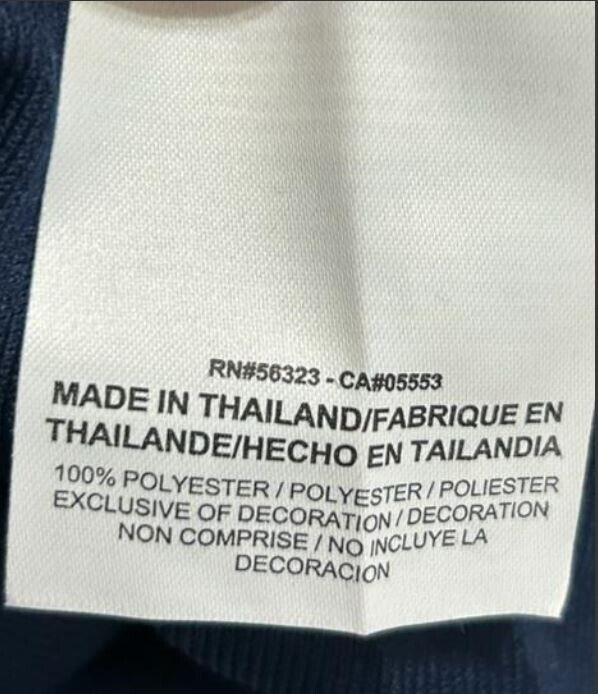 RN#56323 - CA#05553
MADE IN THAILAND/FABRIQUE EN
THAILANDE/HECHO EN TAILANDIA
100% POLYESTER / POLYESTER / POLIESTER
EXCLUSIVE OF DECORATION / DECORATION
NON COMPRISE / NO INCLUYE LA
DECORACION